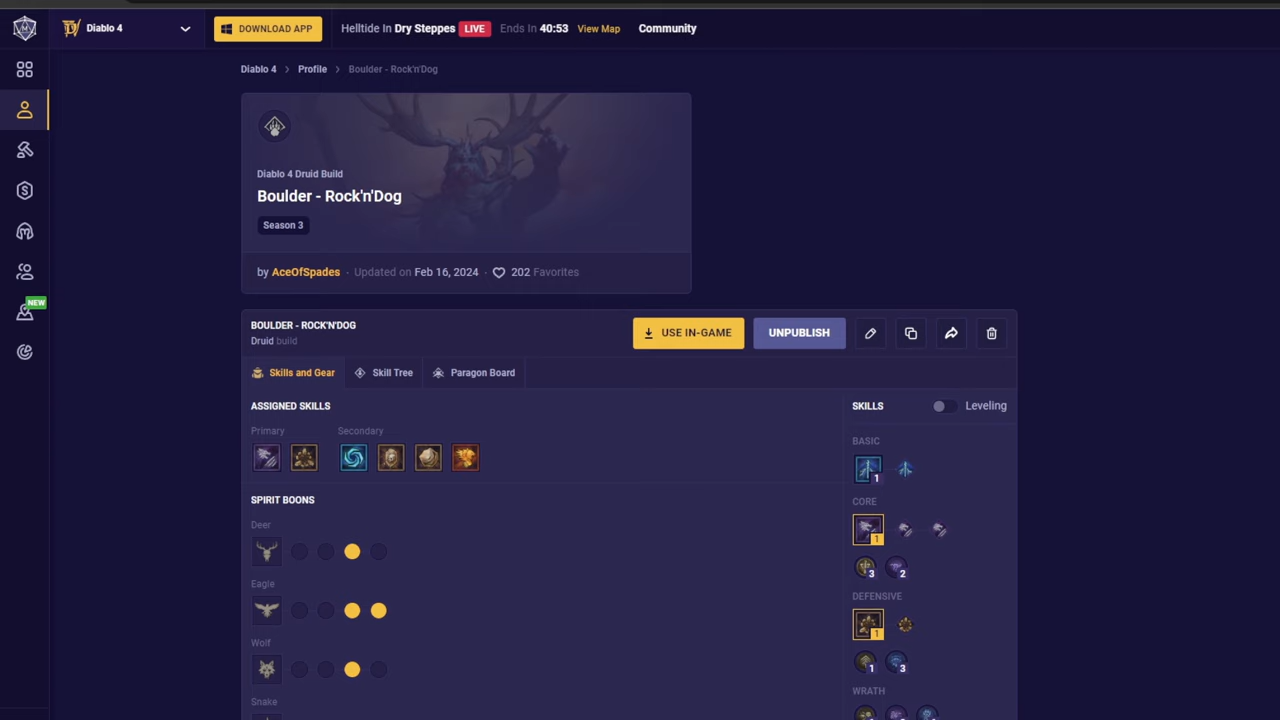 Diablo 4
DOWNLOAD APP
Helltide In Dry Steppes LIVE Ends In 40:53 View Map
Community
Diablo 4 > Profile > Boulder - Rock'n'Dog
Diablo 4 Druid Build
Boulder - Rock'n'Dog
Season 3
by AceOfSpades · Updated on Feb 16, 2024 · 202 Favorites
NEW
BOULDER - ROCK'N'DOG
Druid build
USE IN-GAME
UNPUBLISH
Skills and Gear
Skill Tree
Paragon Board
ASSIGNED SKILLS
Primary
Secondary
SPIRIT BOONS
Deer
Eagle
Wolf
Snake
SKILLS
Leveling
BASIC
1
CORE
1
3 2
DEFENSIVE
1
1 3
WRATH